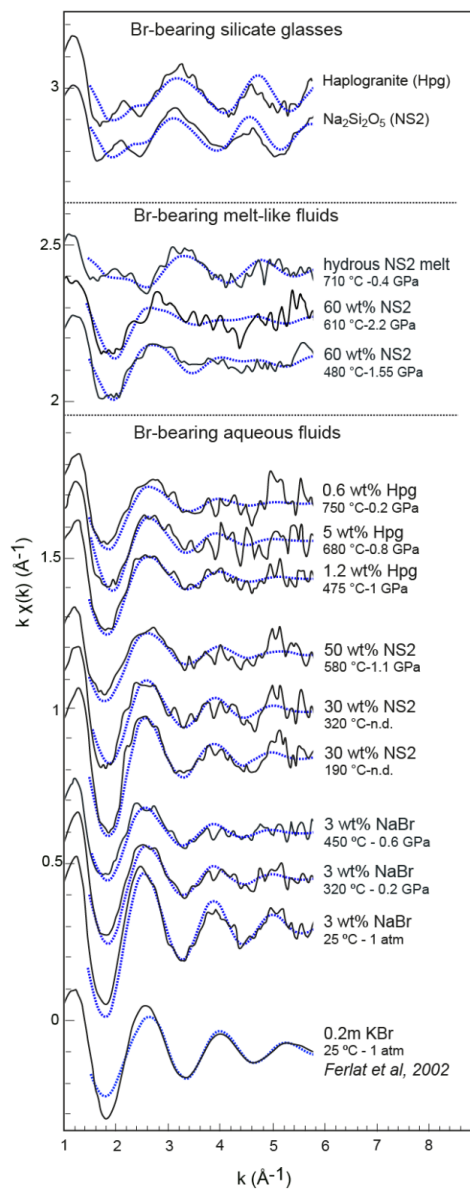 Br-bearing silicate glasses
Haplogranite (Hpg)
3
Na₂Si₂O₅ (NS2)
Br-bearing melt-like fluids
2.5
hydrous NS2 melt
710 °C -0.4 GPa
60 wt% NS2
610 °C-2.2 GPa
60 wt% NS2
480 °C-1.55 GPa
2
Br-bearing aqueous fluids
0.6 wt% Hpg
750 °C-0.2 GPa
5 wt% Hpg
680 °C-0.8 GPa
1.5
1.2 wt% Hpg
475 °C-1 GPa
k χ(k) (Å-1)
50 wt% NS2
580 °C-1.1 GPa
1
30 wt% NS2
320 °C-n.d.
30 wt% NS2
190 °C-n.d.
3 wt% NaBr
450 ºC - 0.6 GPa
0.5
3 wt% NaBr
320 ºC - 0.2 GPa
3 wt% NaBr
25 ºC - 1 atm
0
0.2m KBr
25 ºC - 1 atm
Ferlat et al, 2002
1 2 3 4 5 6 7 8
k (Å-1)